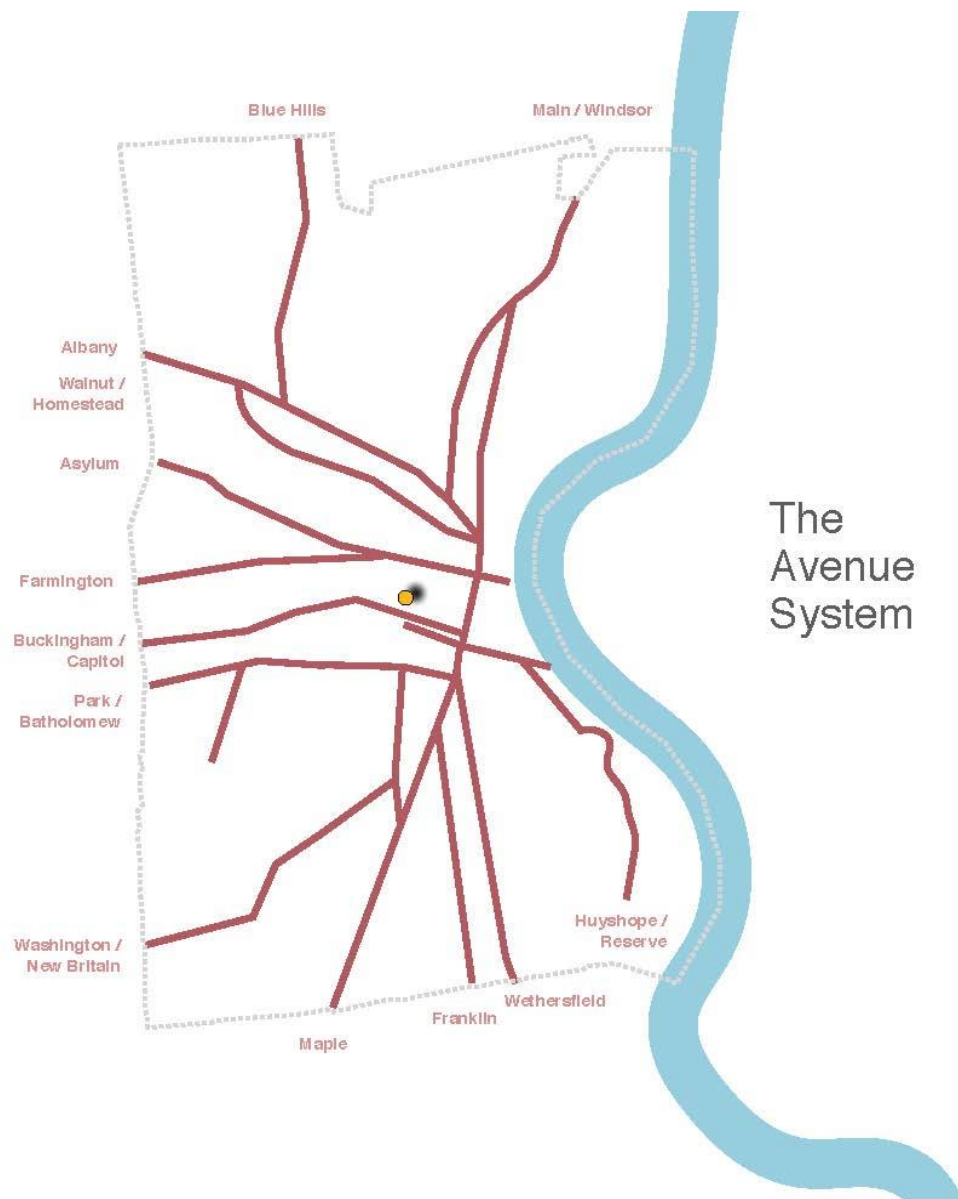 Blue Hills
Main / Windsor
Albany
Walnut /
Homestead
Asylum
The
Avenue
System
Farmington
Buckingham /
Capitol
Park /
Batholomew
Huyshope /
Reserve
Washington /
New Britain
Wethersfield
Franklin
Maple